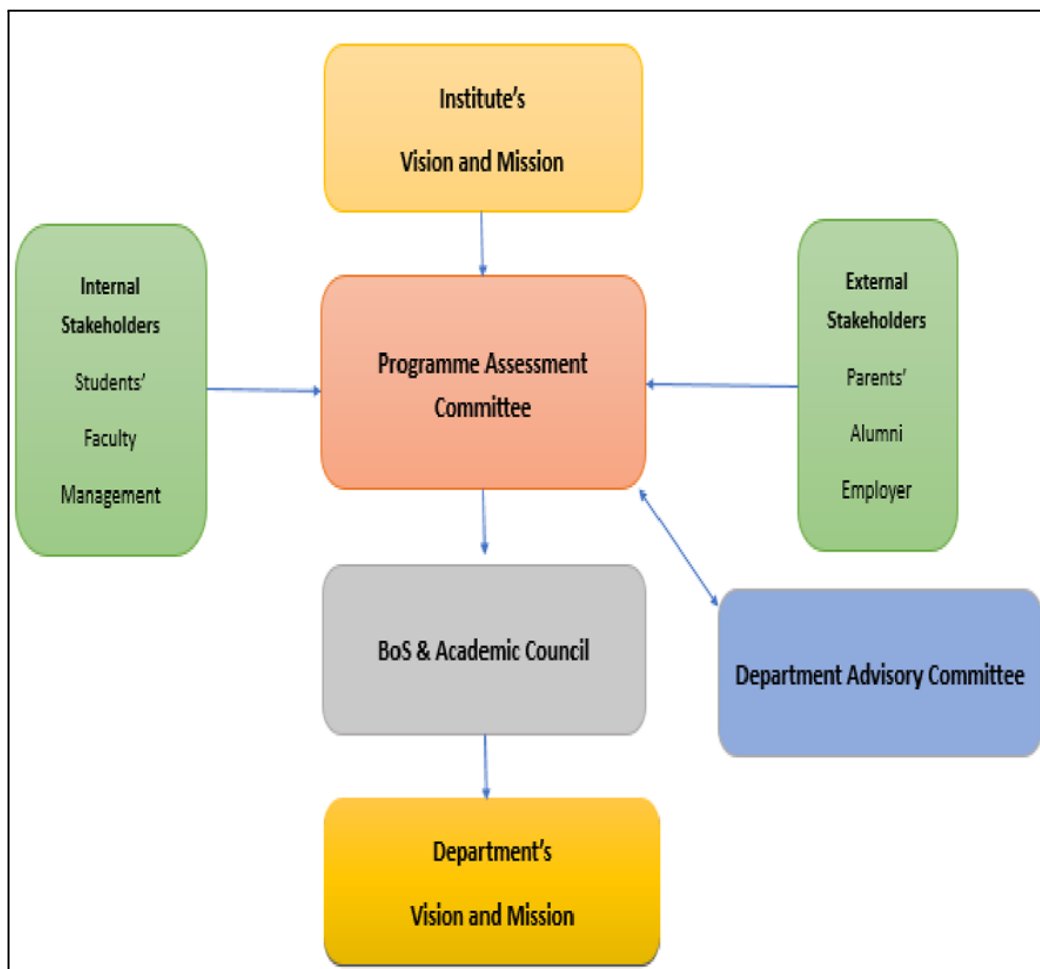 Institute's
Vision and Mission
Internal
Stakeholders
Students'
Faculty
Management
Programme Assessment
Committee
External
Stakeholders
Parents'
Alumni
Employer
BoS & Academic Council
Department Advisory Committee
Department's
Vision and Mission